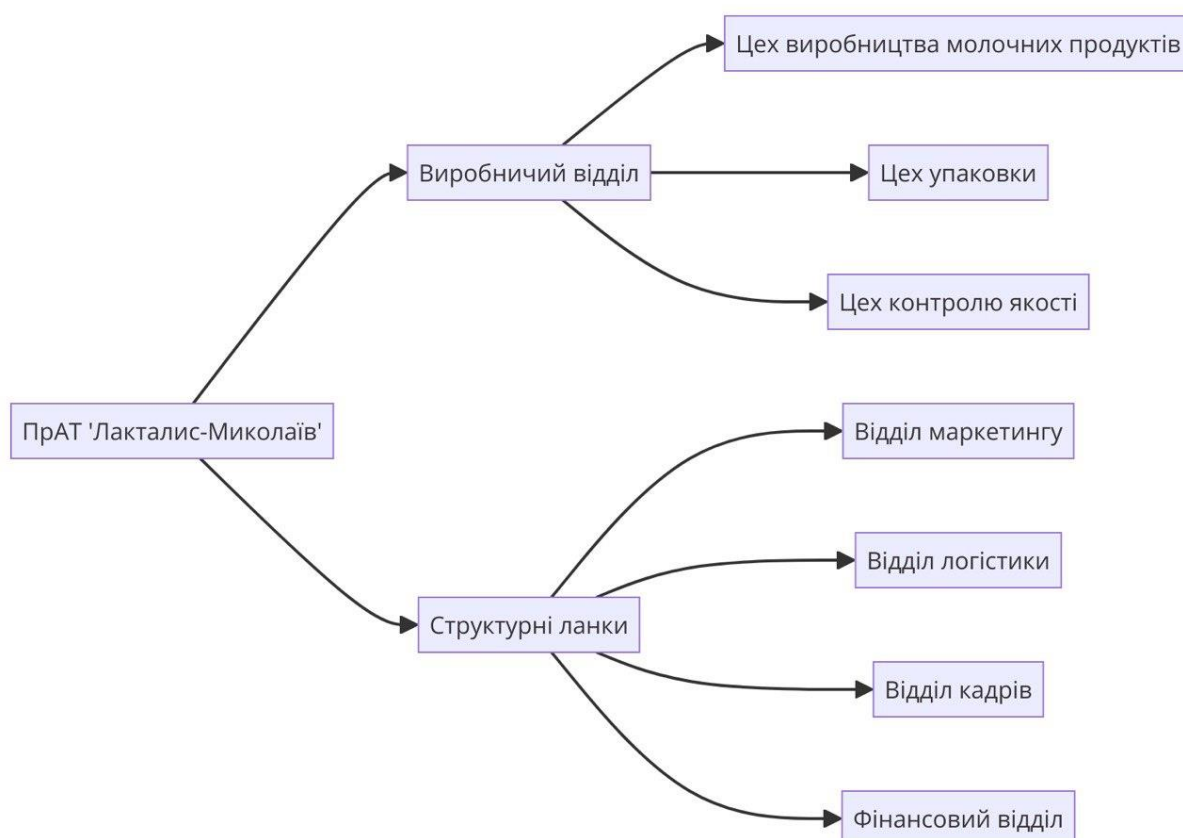 Цех виробництва молочних продуктів
Виробничий відділ
Цех упаковки
Цех контролю якості
ПрАТ 'Лакталис-Миколаїв'
Відділ маркетингу
Відділ логістики
Структурні ланки
Відділ кадрів
Фінансовий відділ